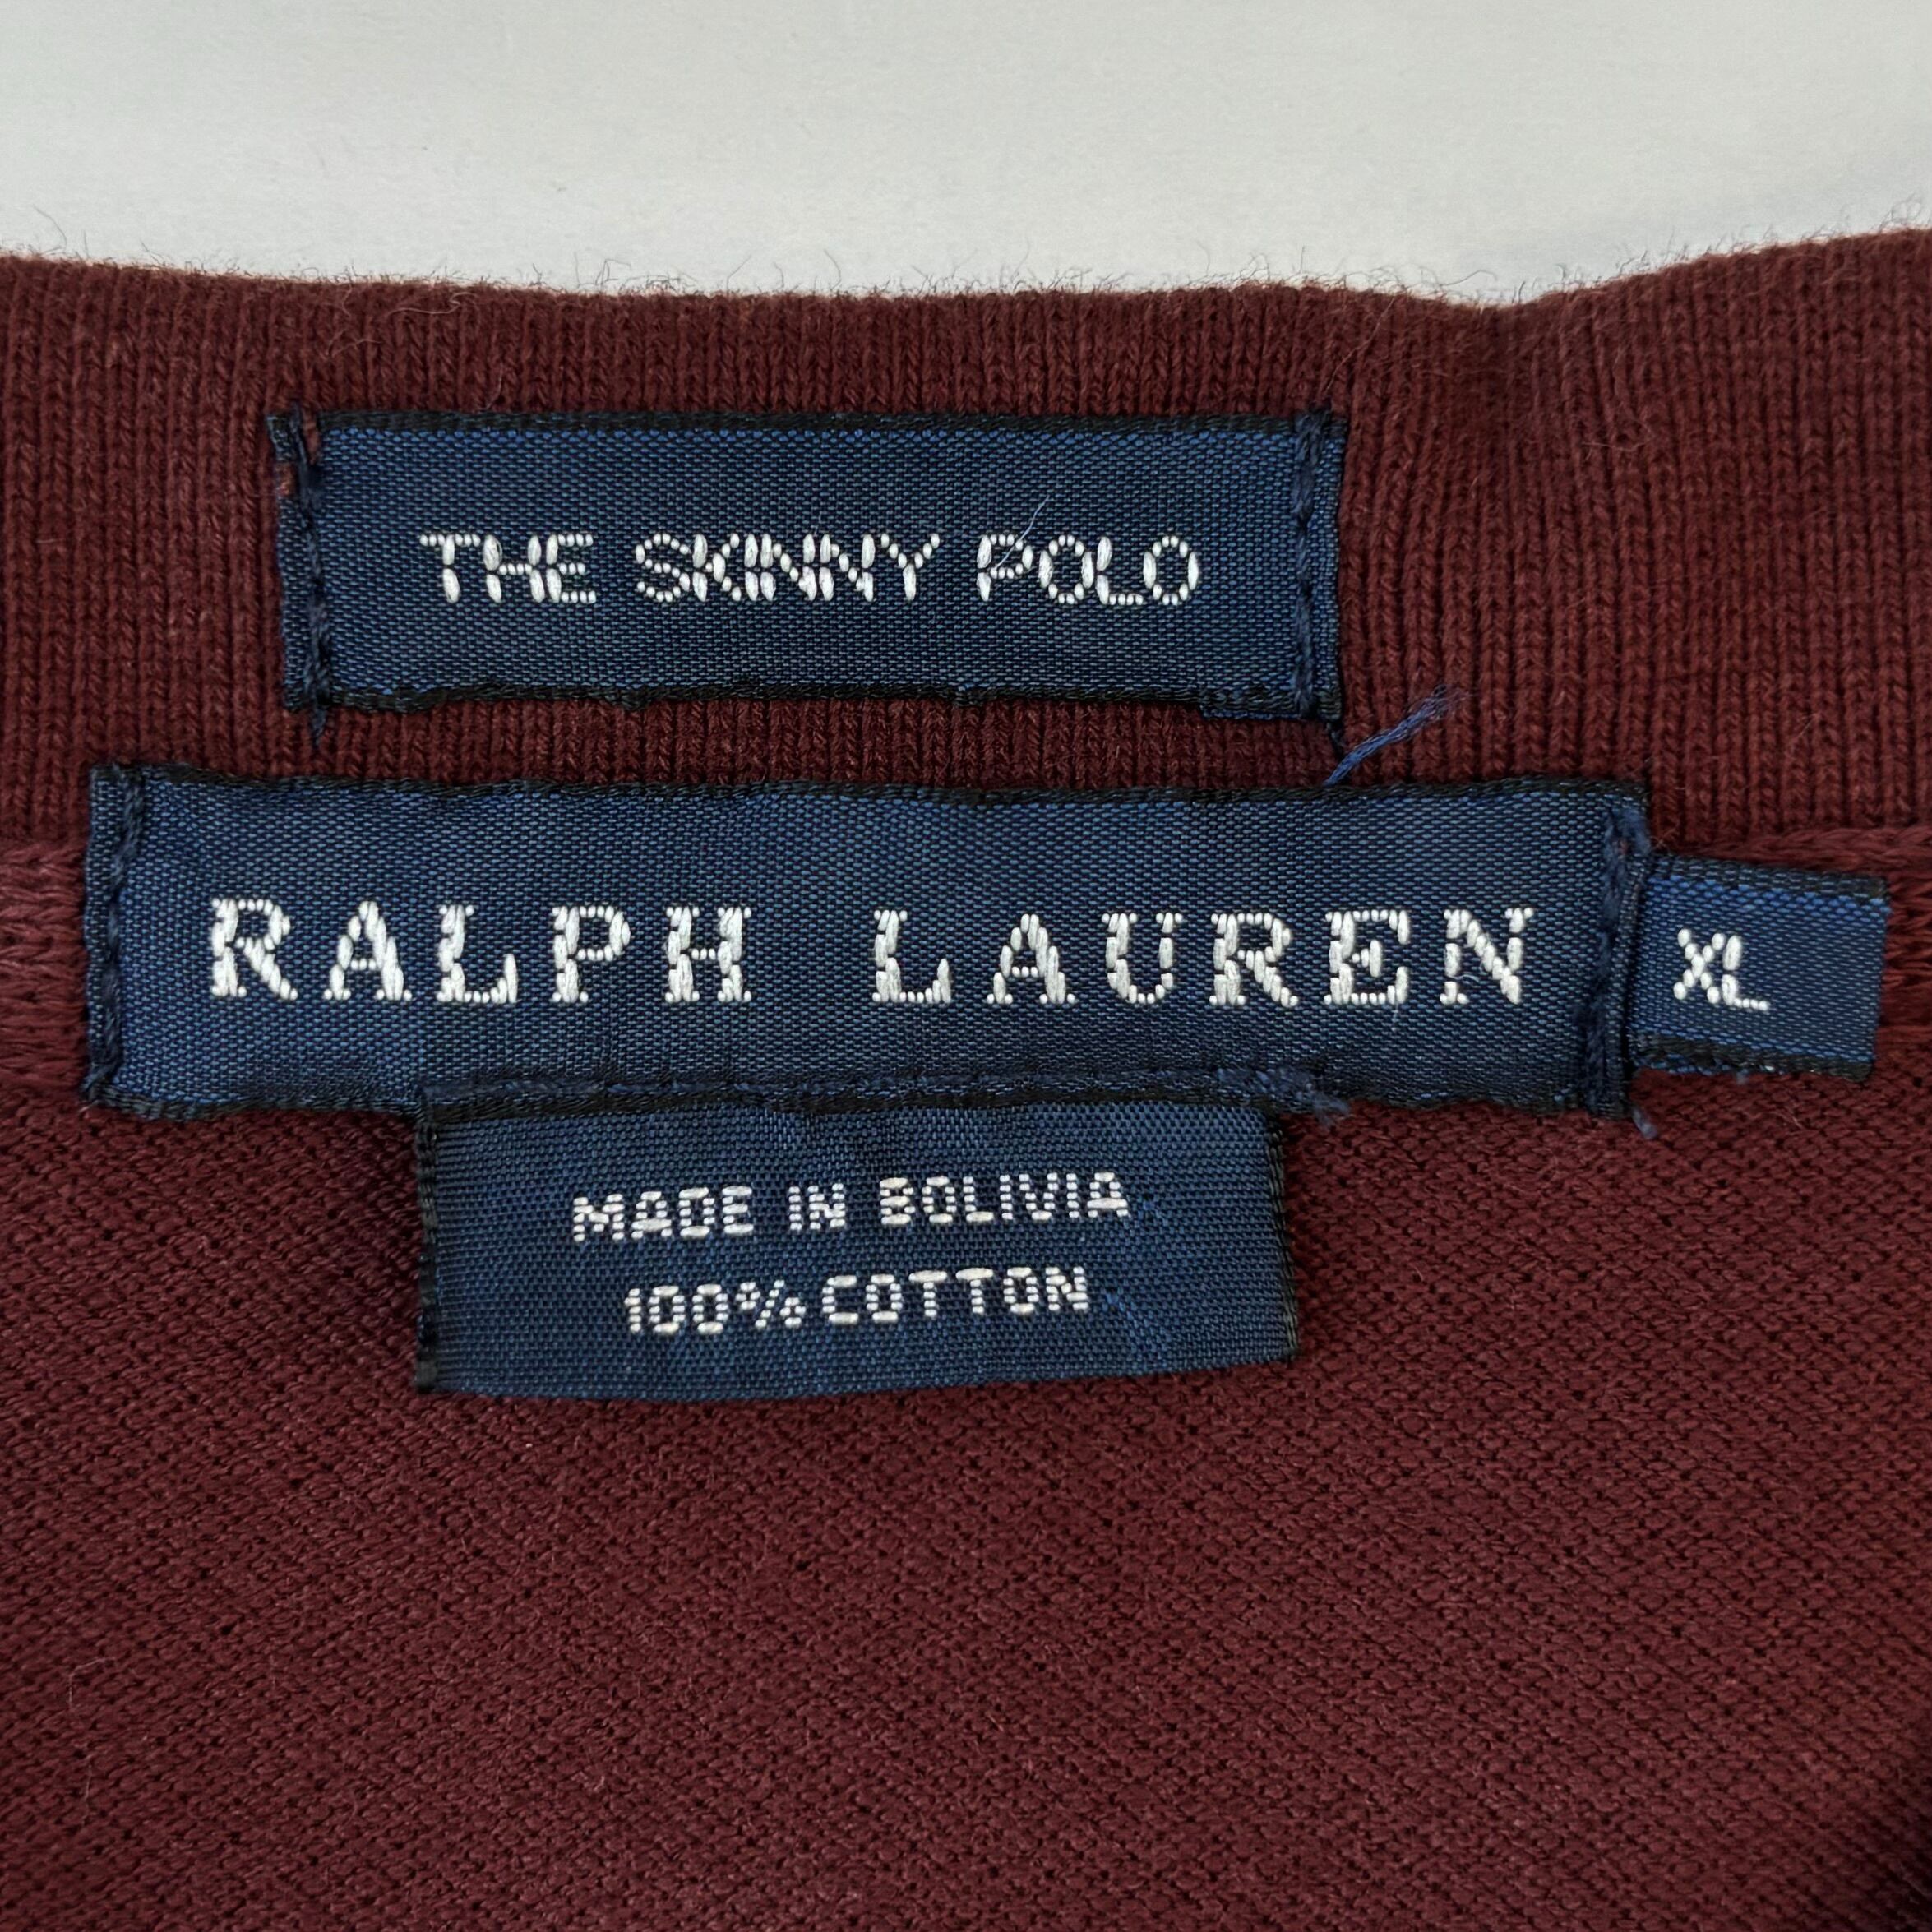 THE SKINNY POLO
RALPH LAUREN
XL
MADE IN BOLIVIA
100% COTTON